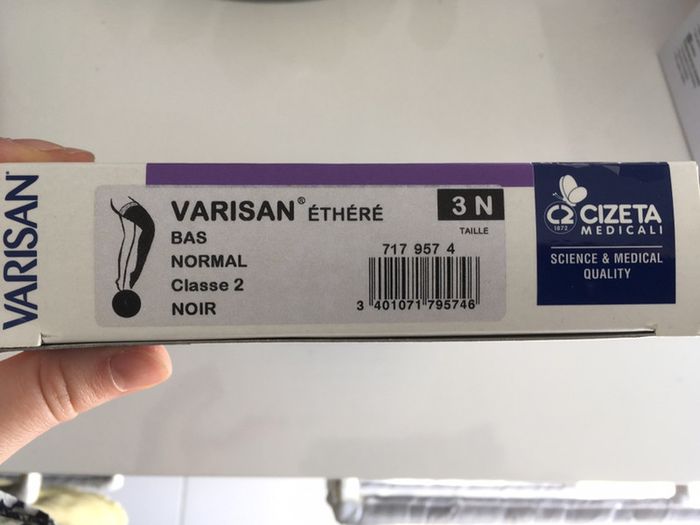 VARISAN®
VARISAN® ÉTHÉRÉ
BAS
NORMAL
Classe 2
NOIR
3 N
TAILLE
717 957 4
3 401071 795746
C2 CIZETA
1872 MEDICALI
SCIENCE & MEDICAL
QUALITY